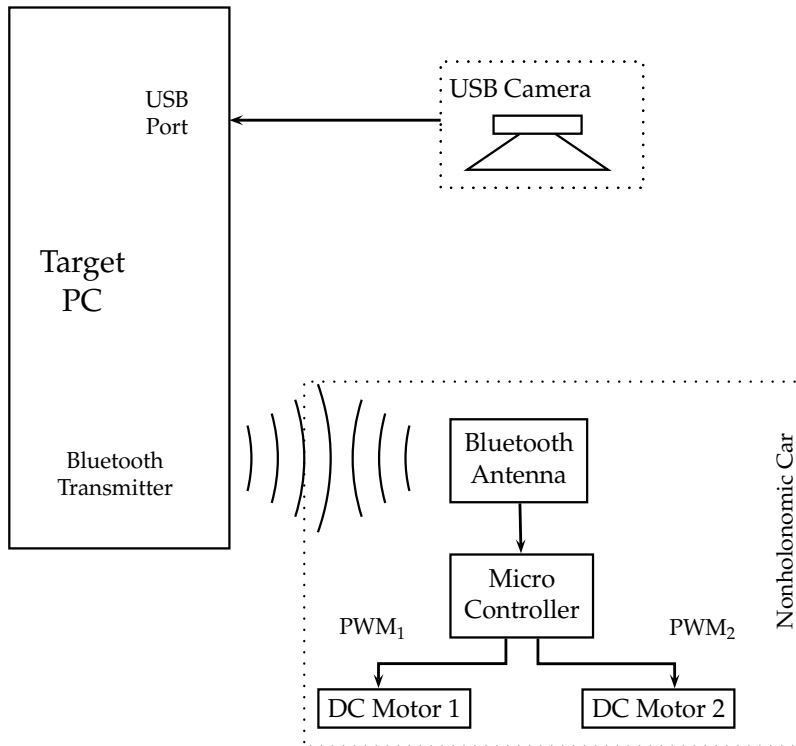 USB Camera
USB
Port
Target
PC
Bluetooth
Transmitter
Bluetooth
Antenna
Micro
Controller
PWM₁
PWM₂
DC Motor 1
DC Motor 2
Nonholonomic Car